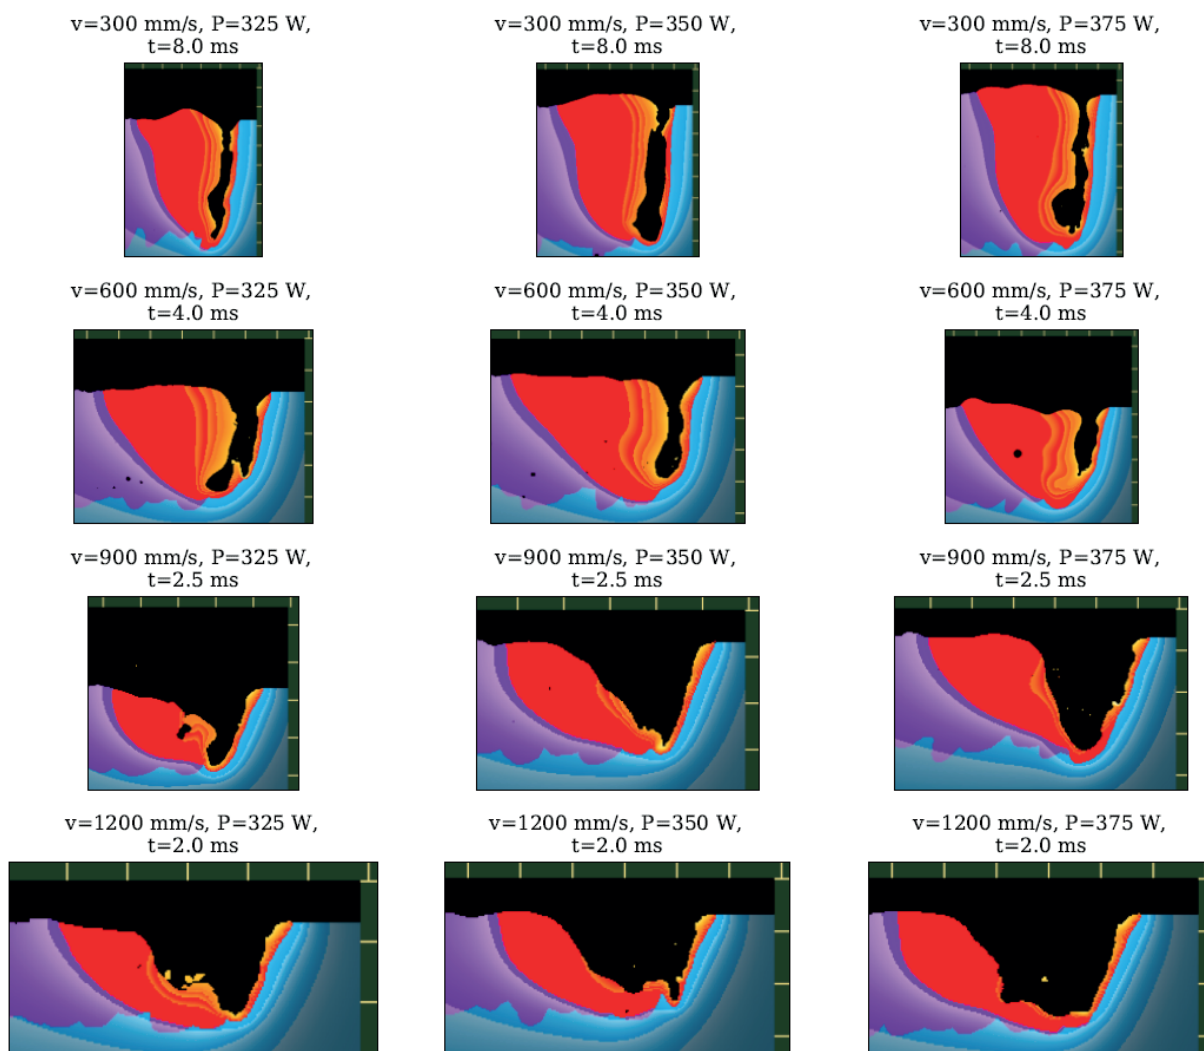 v=300 mm/s, P=325 W,
t=8.0 ms
v=300 mm/s, P=350 W,
t=8.0 ms
v=300 mm/s, P=375 W,
t=8.0 ms
v=600 mm/s, P=325 W,
t=4.0 ms
v=600 mm/s, P=350 W,
t=4.0 ms
v=600 mm/s, P=375 W,
t=4.0 ms
v=900 mm/s, P=325 W,
t=2.5 ms
v=900 mm/s, P=350 W,
t=2.5 ms
v=900 mm/s, P=375 W,
t=2.5 ms
v=1200 mm/s, P=325 W,
t=2.0 ms
v=1200 mm/s, P=350 W,
t=2.0 ms
v=1200 mm/s, P=375 W,
t=2.0 ms